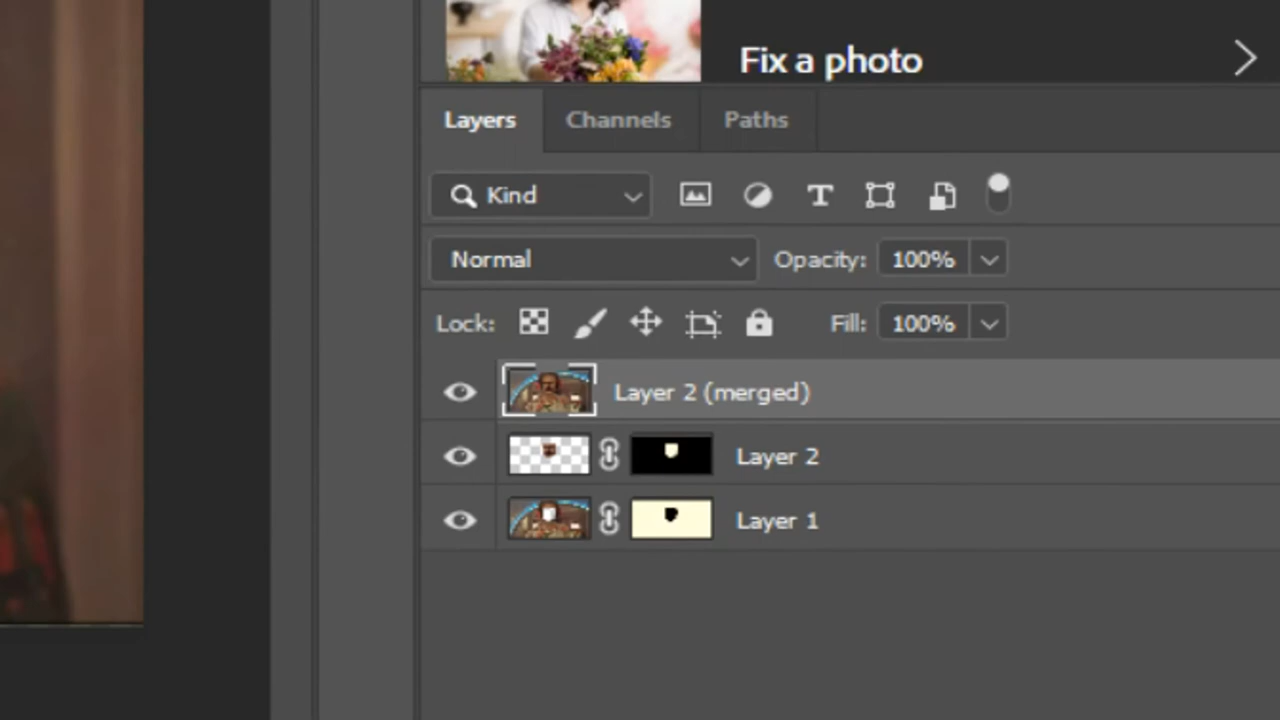 Fix a photo
Layers Channels Paths
Kind
Normal Opacity: 100%
Lock: Fill: 100%
Layer 2 (merged)
Layer 2
Layer 1